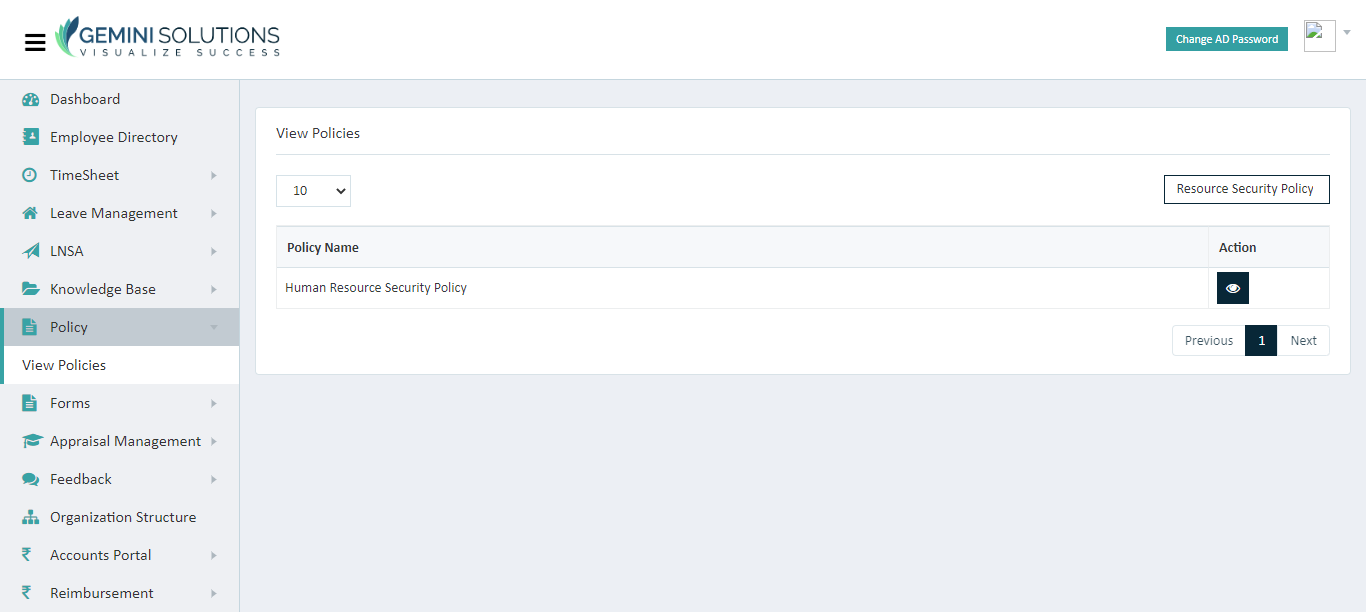 GEMINI SOLUTIONS
VISUALIZE SUCCESS
Change AD Password
Dashboard
Employee Directory
TimeSheet
Leave Management
LNSA
Knowledge Base
Policy
View Policies
Forms
Appraisal Management
Feedback
Organization Structure
Accounts Portal
Reimbursement
View Policies
10
Resource Security Policy
Policy Name Action
Human Resource Security Policy
Previous 1 Next